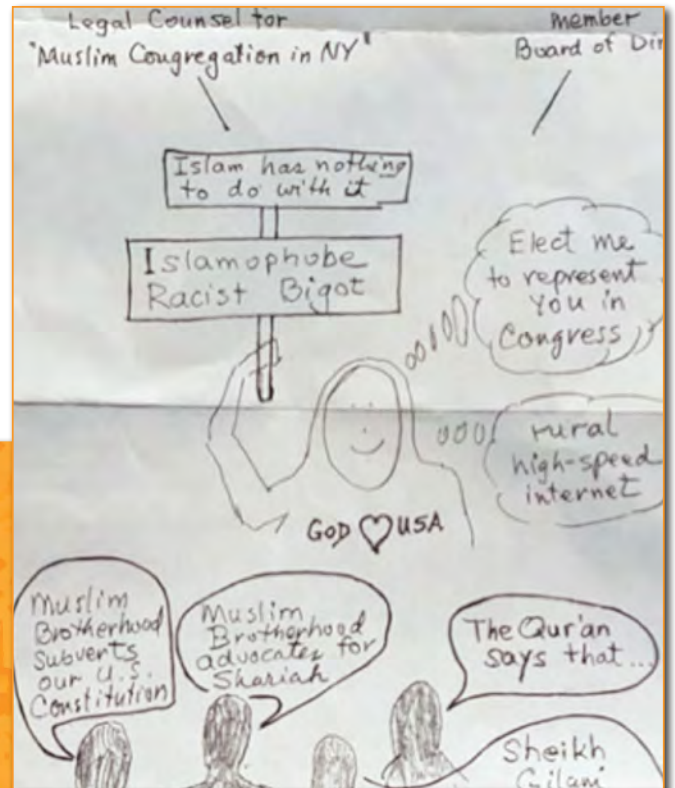 Legal Counsel for
"Muslim Congregation in NY"
member
Board of Dir
Islam has nothing
to do with it
Islamophobe
Racist Bigot
Elect me
to represent
You in
Congress
rural
high-speed
internet
GOD USA
Muslim
Brotherhood
Subverts
our U.S.
Constitution
Muslim
Brotherhood
advocates for
Shariah
The Qur'an
says that...
Sheikh
Gilani